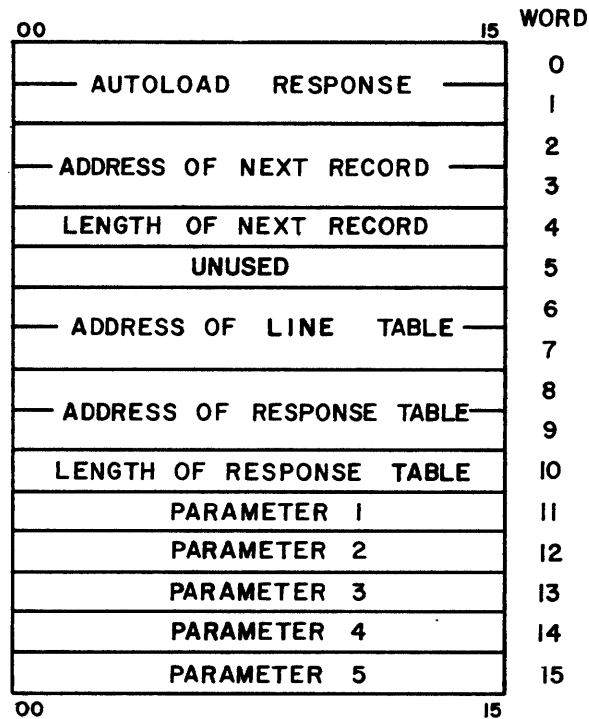 WORD
00 15
0
AUTOLOAD RESPONSE
1
2
ADDRESS OF NEXT RECORD
3
LENGTH OF NEXT RECORD 4
UNUSED 5
6
ADDRESS OF LINE TABLE
7
8
ADDRESS OF RESPONSE TABLE
9
LENGTH OF RESPONSE TABLE 10
PARAMETER 1 11
PARAMETER 2 12
PARAMETER 3 13
PARAMETER 4 14
PARAMETER 5 15
00 15